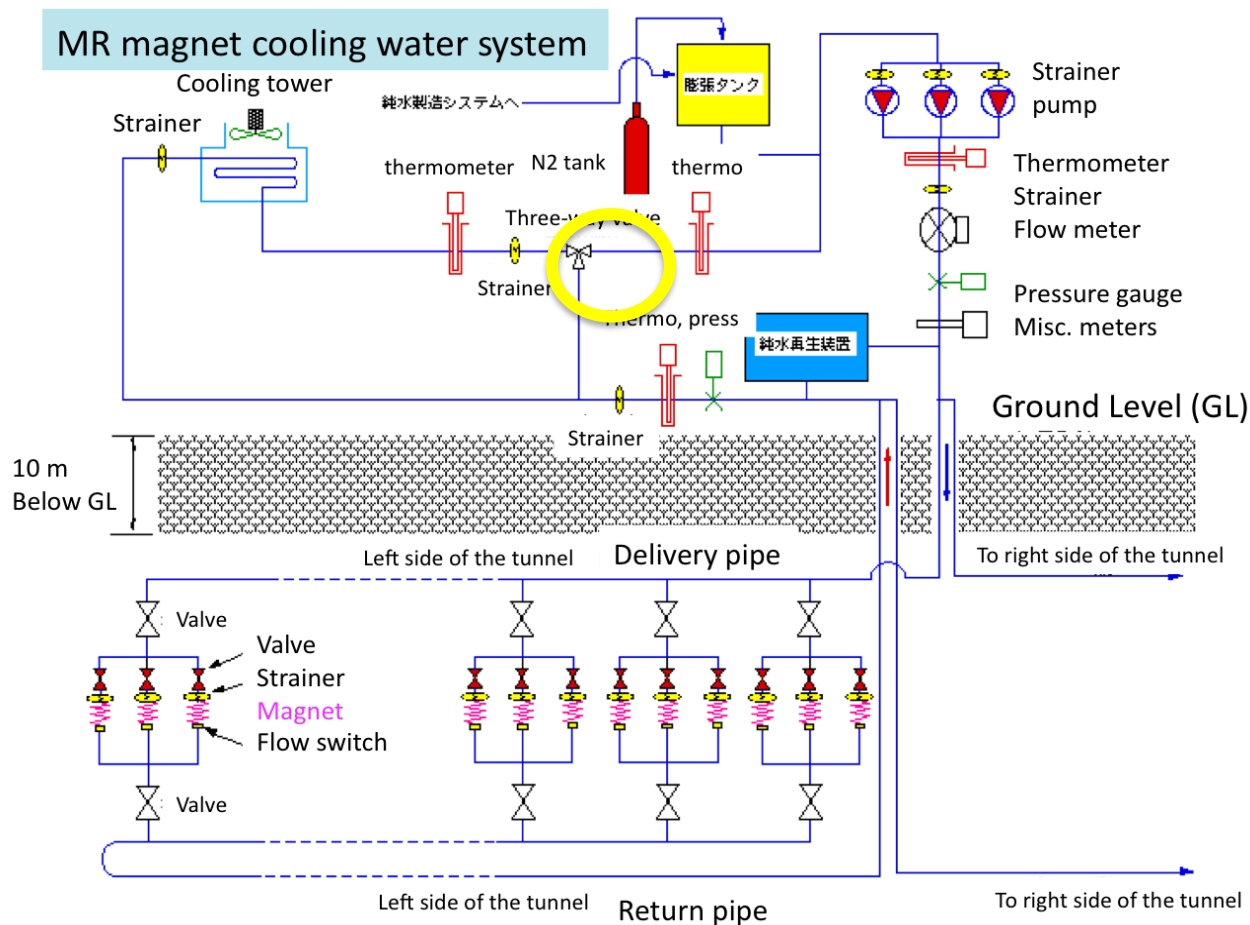 MR magnet cooling water system
Cooling tower
Strainer
純水製造システムへ
膨張タンク
Strainer
pump
thermometer
N2 tank
thermo
Thermometer
Strainer
Flow meter
Three-way valve
Strainer
Pressure gauge
Misc. meters
Thermo, press
純水再生装置
Ground Level (GL)
Strainer
10 m
Below GL
Left side of the tunnel
Delivery pipe
To right side of the tunnel
Valve
Valve
Strainer
Magnet
Flow switch
Valve
Left side of the tunnel
Return pipe
To right side of the tunnel